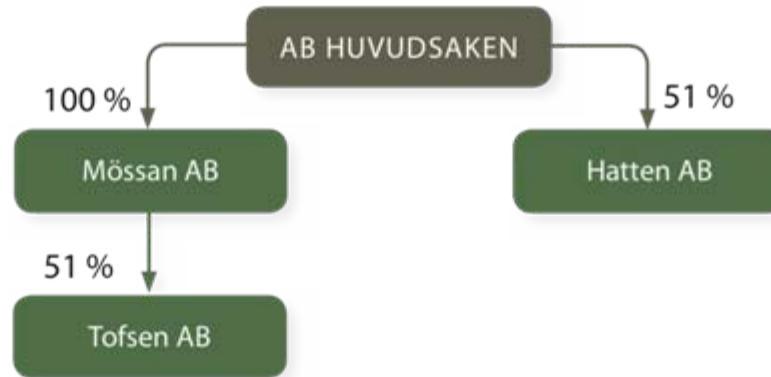 AB HUVUDSAKEN
100 %
51 %
Mössan AB
Hatten AB
51 %
Tofsen AB